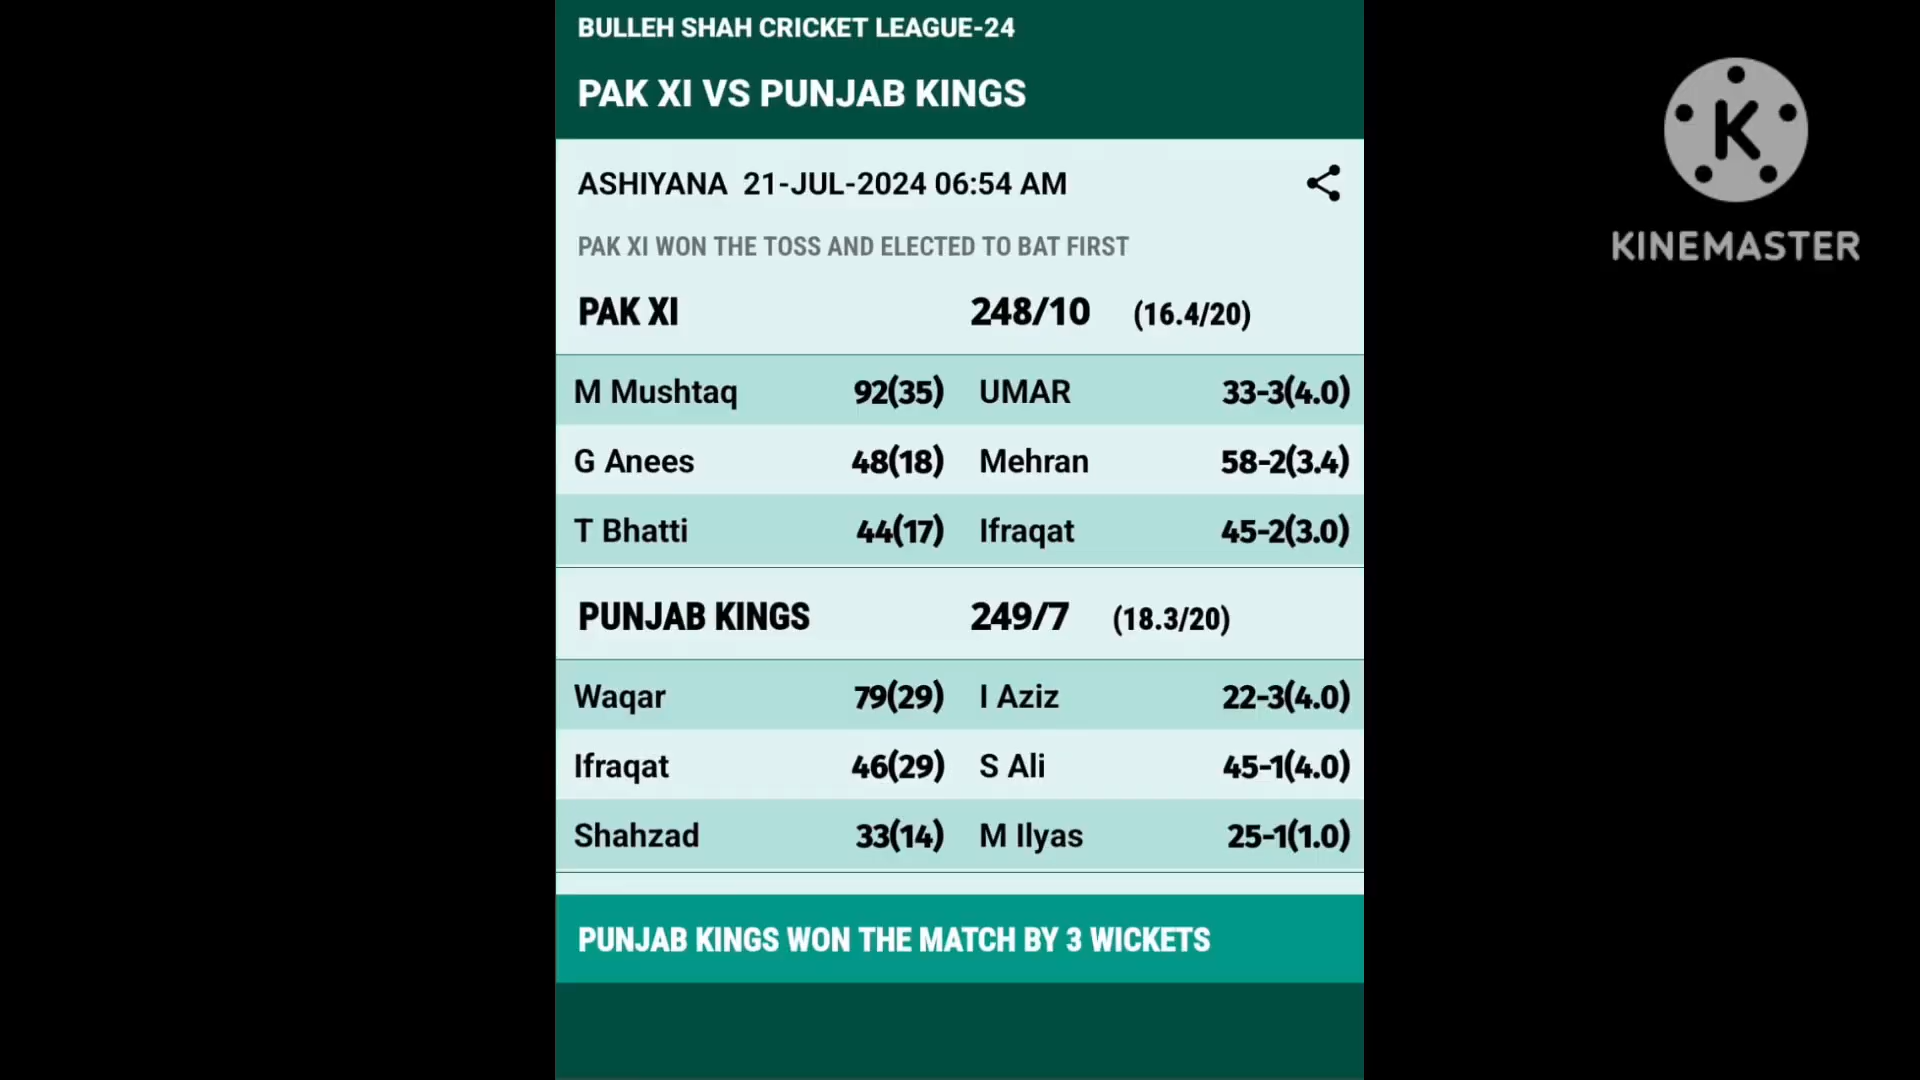 BULLEH SHAH CRICKET LEAGUE-24
PAK XI VS PUNJAB KINGS
ASHIYANA 21-JUL-2024 06:54 AM
PAK XI WON THE TOSS AND ELECTED TO BAT FIRST
PAK XI 248/10 (16.4/20)
M Mushtaq 92(35) UMAR 33-3(4.0)
G Anees 48(18) Mehran 58-2(3.4)
T Bhatti 44(17) Ifraqat 45-2(3.0)
PUNJAB KINGS 249/7 (18.3/20)
Waqar 79(29) I Aziz 22-3(4.0)
Ifraqat 46(29) S Ali 45-1(4.0)
Shahzad 33(14) M Ilyas 25-1(1.0)
PUNJAB KINGS WON THE MATCH BY 3 WICKETS
K
KINEMASTER